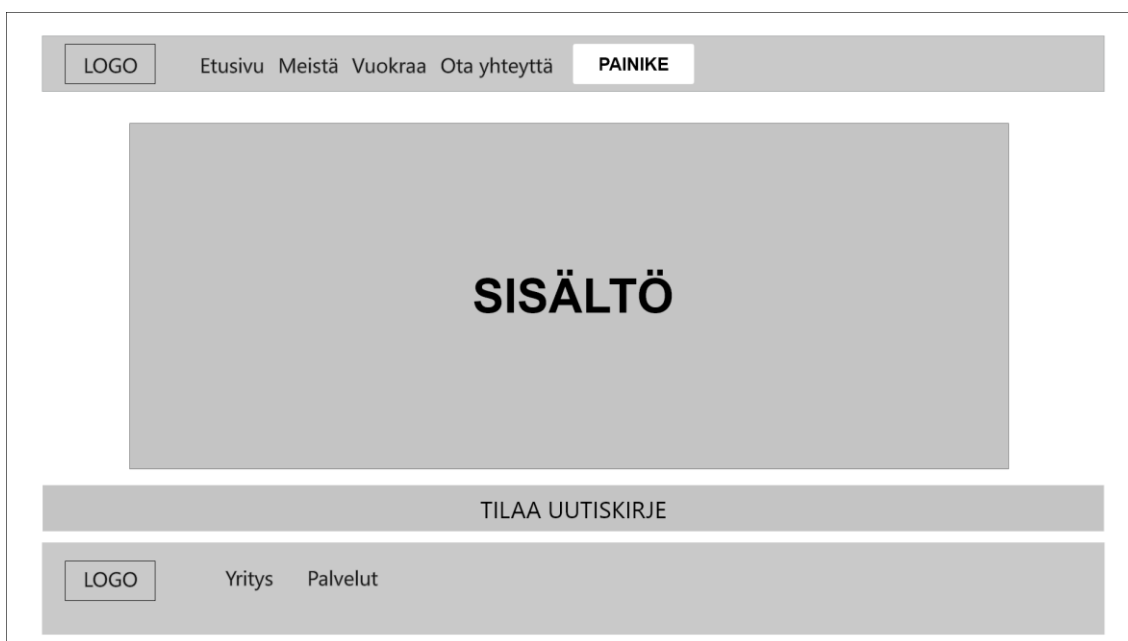 LOGO Etusivu Meistä Vuokraa Ota yhteyttä PAINIKE
SISÄLTÖ
TILAA UUTISKIRJE
LOGO Yritys Palvelut